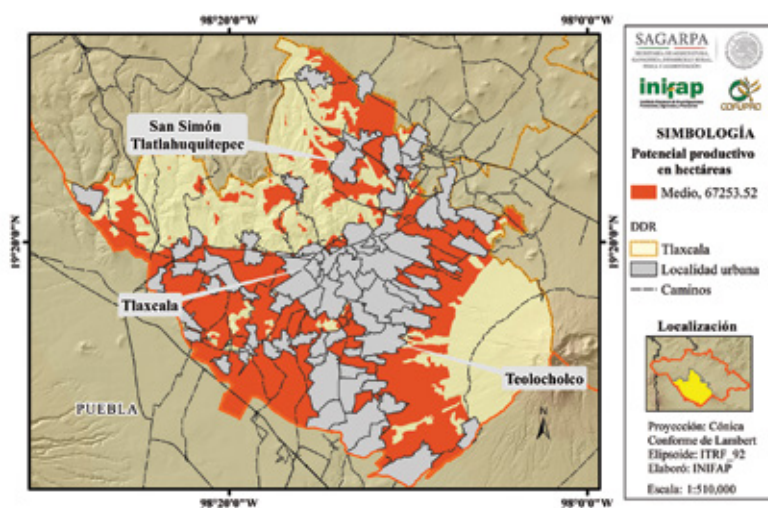 98°20'0"W
98°0'0"W
19°20'0"N
San Simón
Tlatlahuquitepec
Tlaxcala
Teolocholco
PUEBLA
N
19°20'0"N
98°20'0"W
98°0'0"W
SAGARPA
inifap
COFUPRO
SIMBOLOGÍA
Potencial productivo
en hectáreas
Medio, 67253.52
DDR
Tlaxcala
Localidad urbana
Caminos
Localización
Proyección: Cónica
Conforme de Lambert
Elipsoide: ITRF_92
Elaboró: INIFAP
Escala: 1:510,000